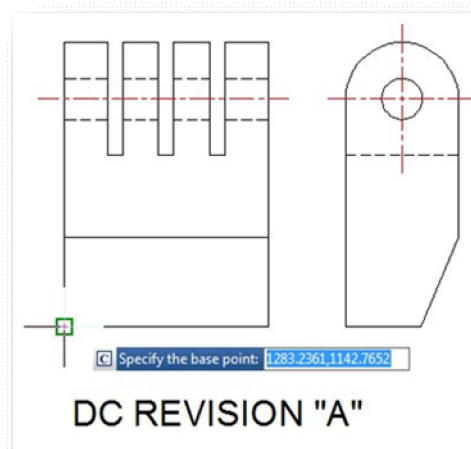 Specify the base point: 1283.2361,1142.7652
DC REVISION "A"